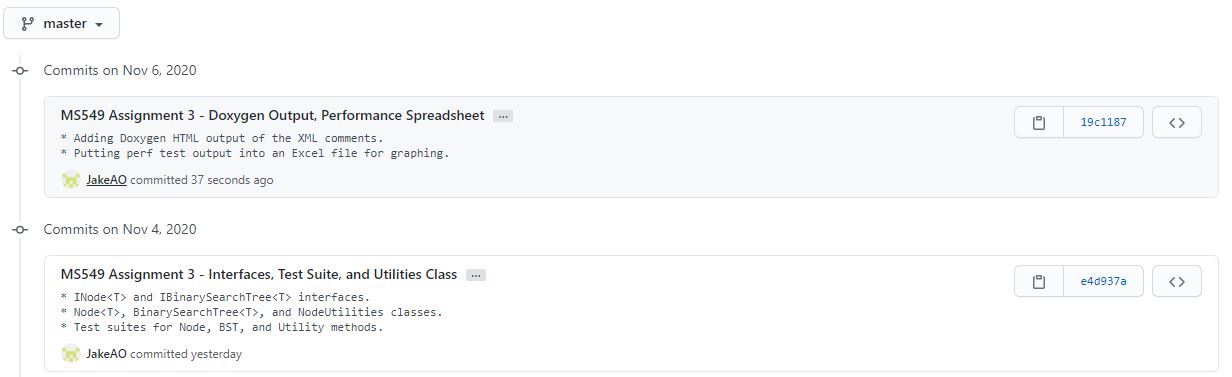 master
Commits on Nov 6, 2020
MS549 Assignment 3 - Doxygen Output, Performance Spreadsheet ...
* Adding Doxygen HTML output of the XML comments.
* Putting perf test output into an Excel file for graphing.
19c1187
JakeAO committed 37 seconds ago
Commits on Nov 4, 2020
MS549 Assignment 3 - Interfaces, Test Suite, and Utilities Class ...
* INode<T> and IBinarySearchTree<T> interfaces.
* Node<T>, BinarySearchTree<T>, and NodeUtilities classes.
* Test suites for Node, BST, and Utility methods.
e4d937a
JakeAO committed yesterday